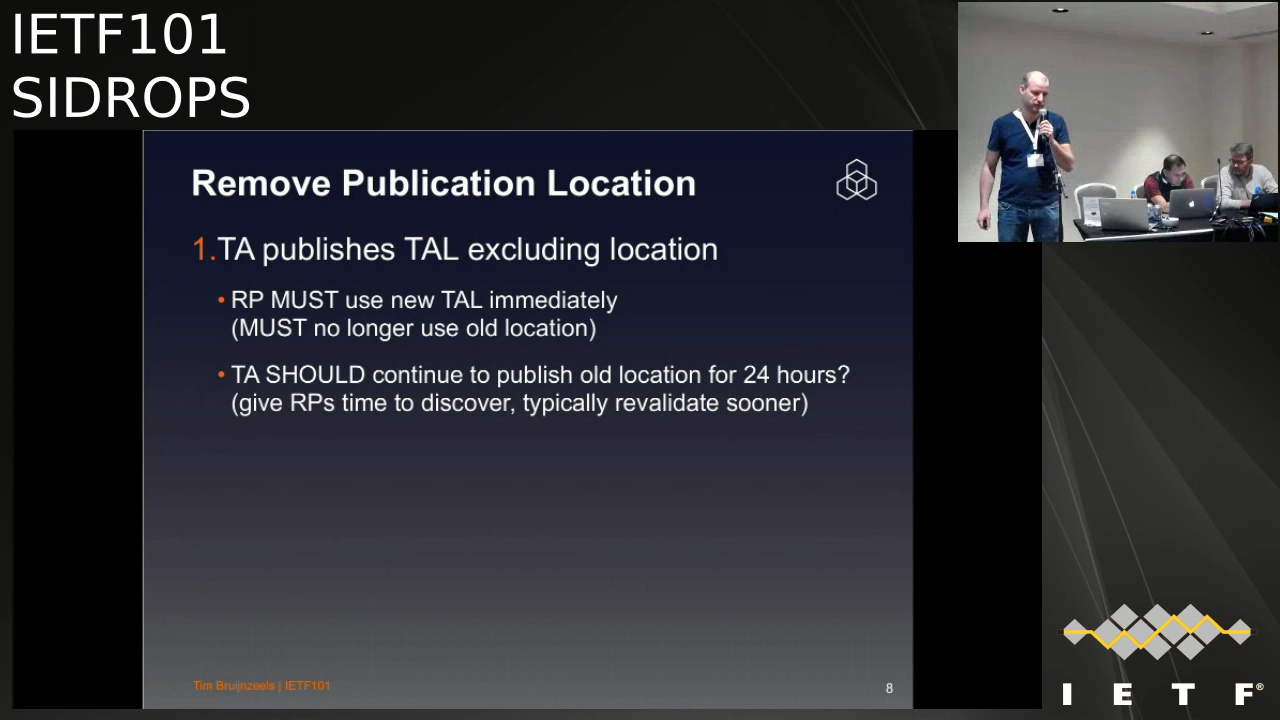 IETF101
SIDROPS
Remove Publication Location
1.TA publishes TAL excluding location
• RP MUST use new TAL immediately
(MUST no longer use old location)
• TA SHOULD continue to publish old location for 24 hours?
(give RPs time to discover, typically revalidate sooner)
Tim Bruijnzeels | IETF101
8
I E T F®